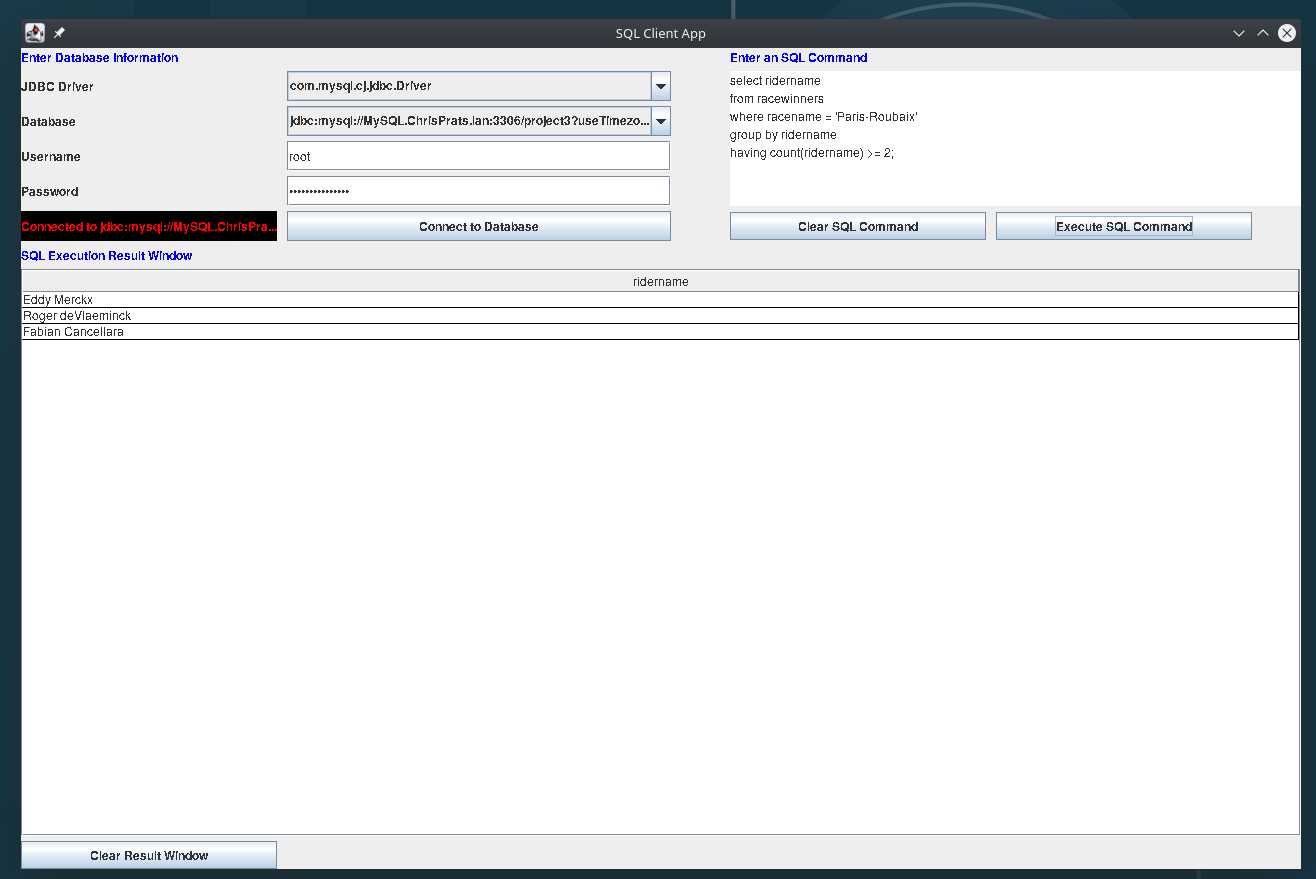 SQL Client App
Enter Database Information
JDBC Driver
com.mysql.cj.jdbc.Driver
Database
jdbc:mysql://MySQL.ChrisPrats.lan:3306/project3?useTimezo...
Username
root
Password
••••••••••••••
Connected to jdbc:mysql://MySQL.ChrisPra...
Connect to Database
Enter an SQL Command
select ridername
from racewinners
where racename = 'Paris-Roubaix'
group by ridername
having count(ridername) >= 2;
Clear SQL Command
Execute SQL Command
SQL Execution Result Window
ridername
Eddy Merckx
Roger deVlaeminck
Fabian Cancellara
Clear Result Window